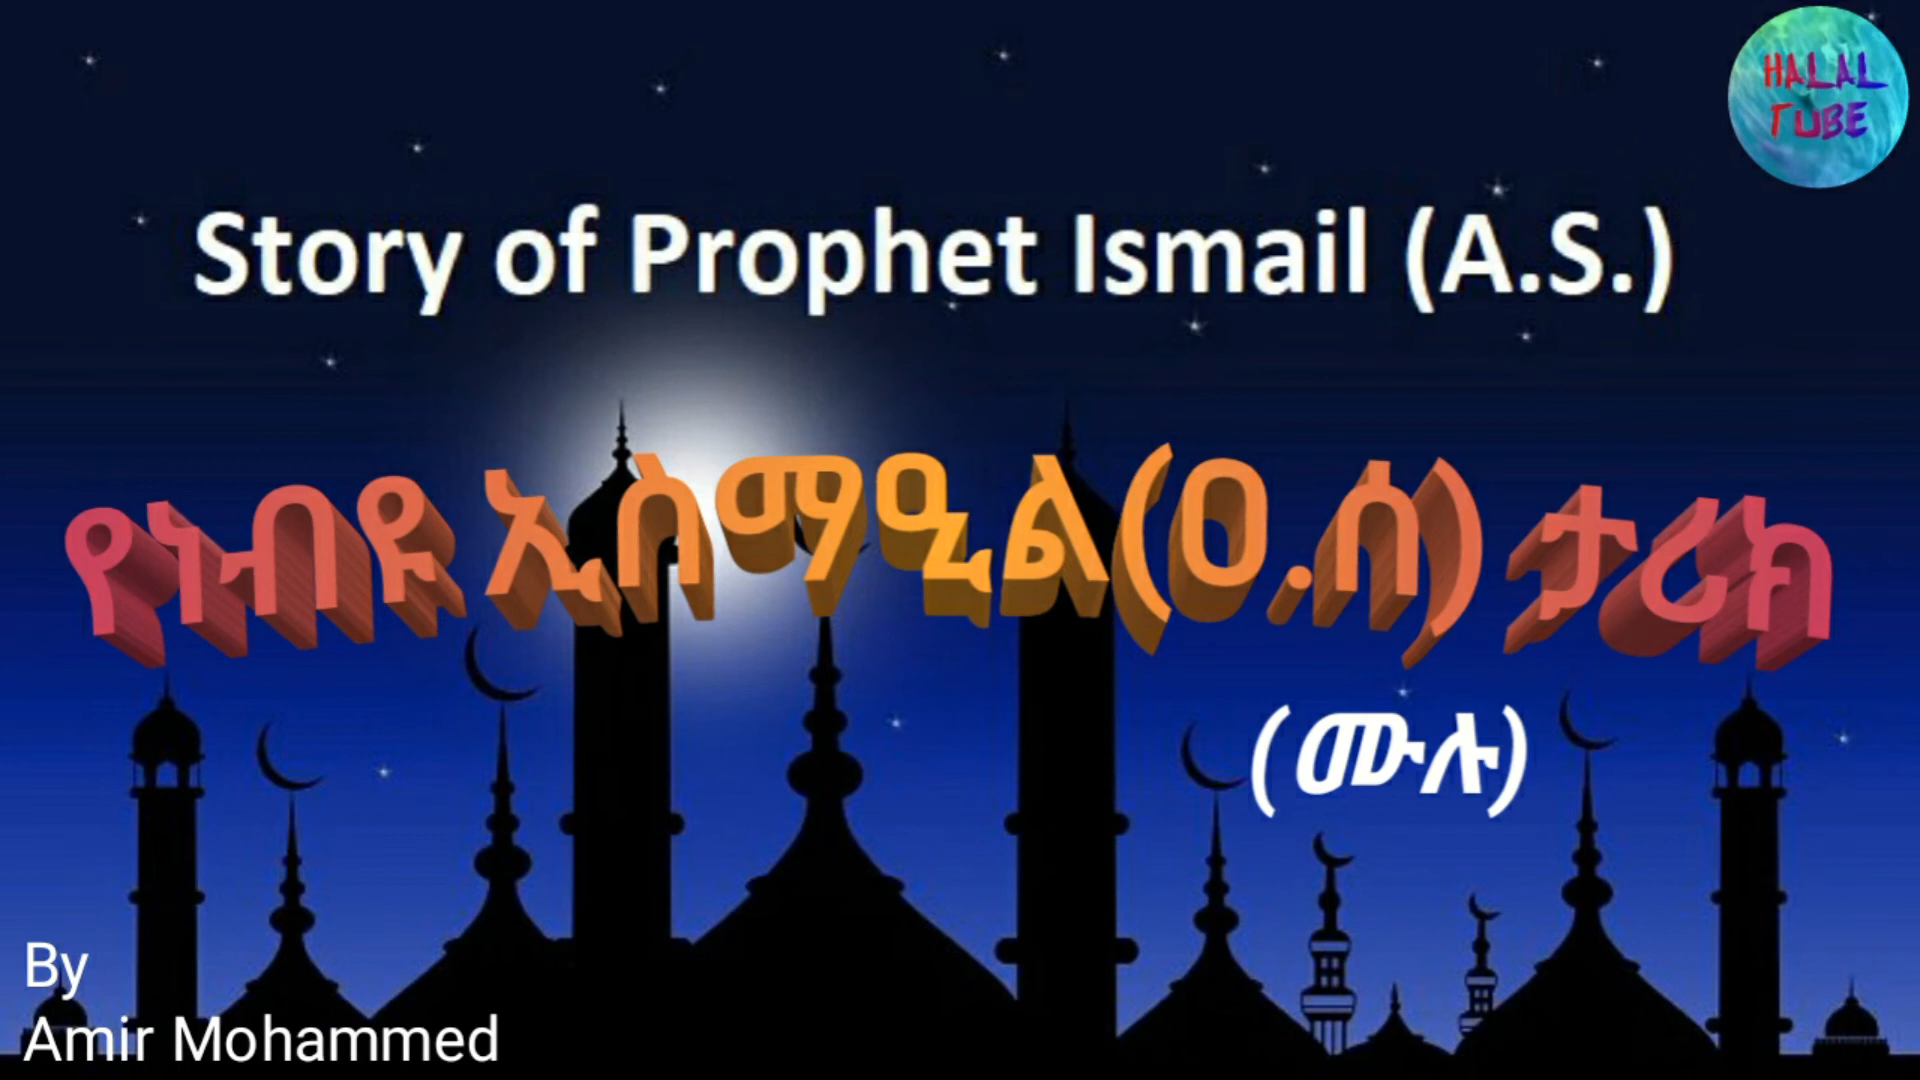 HALAL
TUBE
Story of Prophet Ismail (A.S.)
የነብዩ ኢስማዒል(ዐ.ሰ) ታሪክ
(ሙሉ)
By
Amir Mohammed